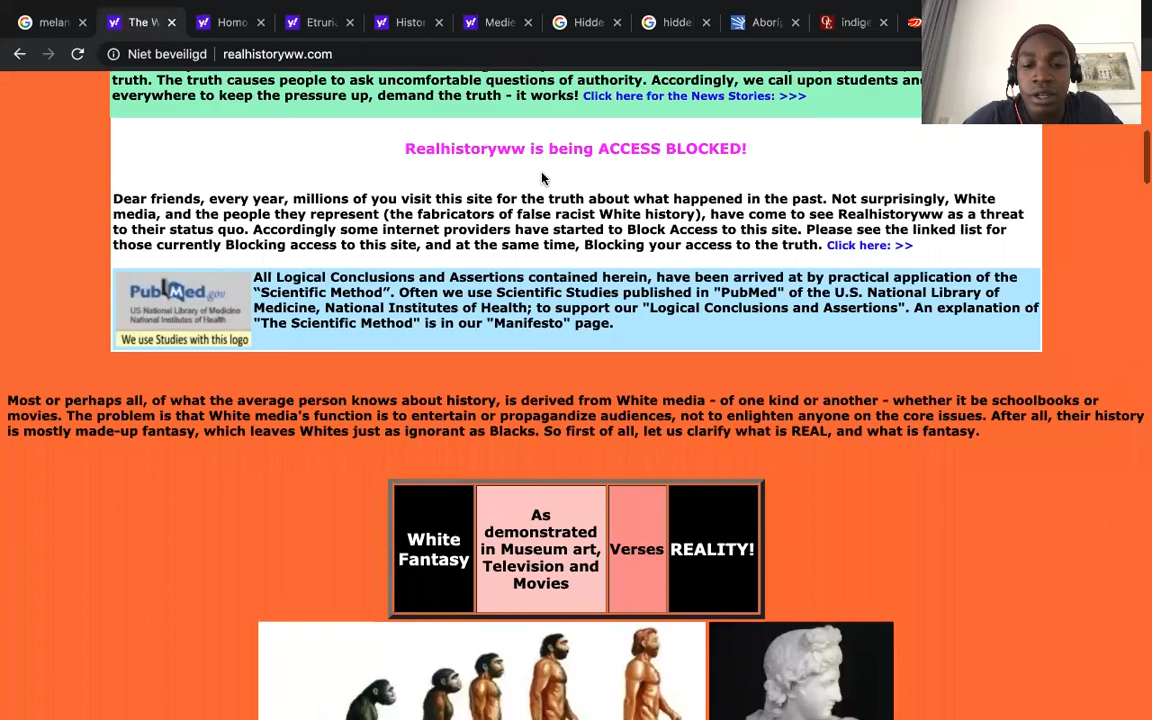 melan
The W
Homo
Etruria
Histor
Medie
Hidde
hidde
Aborig
indige
Niet beveiligd
realhistoryww.com
truth. The truth causes people to ask uncomfortable questions of authority. Accordingly, we call upon students and
everywhere to keep the pressure up, demand the truth - it works! Click here for the News Stories: >>>
Realhistoryww is being ACCESS BLOCKED!
Dear friends, every year, millions of you visit this site for the truth about what happened in the past. Not surprisingly, White
media, and the people they represent (the fabricators of false racist White history), have come to see Realhistoryww as a threat
to their status quo. Accordingly some internet providers have started to Block Access to this site. Please see the linked list for
those currently Blocking access to this site, and at the same time, Blocking your access to the truth. Click here: >>
PubMed.gov
US National Library of Medicine
National Institutes of Health
We use Studies with this logo
All Logical Conclusions and Assertions contained herein, have been arrived at by practical application of the
“Scientific Method”. Often we use Scientific Studies published in "PubMed" of the U.S. National Library of
Medicine, National Institutes of Health; to support our "Logical Conclusions and Assertions". An explanation of
"The Scientific Method" is in our "Manifesto" page.
Most or perhaps all, of what the average person knows about history, is derived from White media - of one kind or another - whether it be schoolbooks or
movies. The problem is that White media's function is to entertain or propagandize audiences, not to enlighten anyone on the core issues. After all, their history
is mostly made-up fantasy, which leaves Whites just as ignorant as Blacks. So first of all, let us clarify what is REAL, and what is fantasy.
White
Fantasy
As
demonstrated
in Museum art,
Television and
Movies
Verses
REALITY!